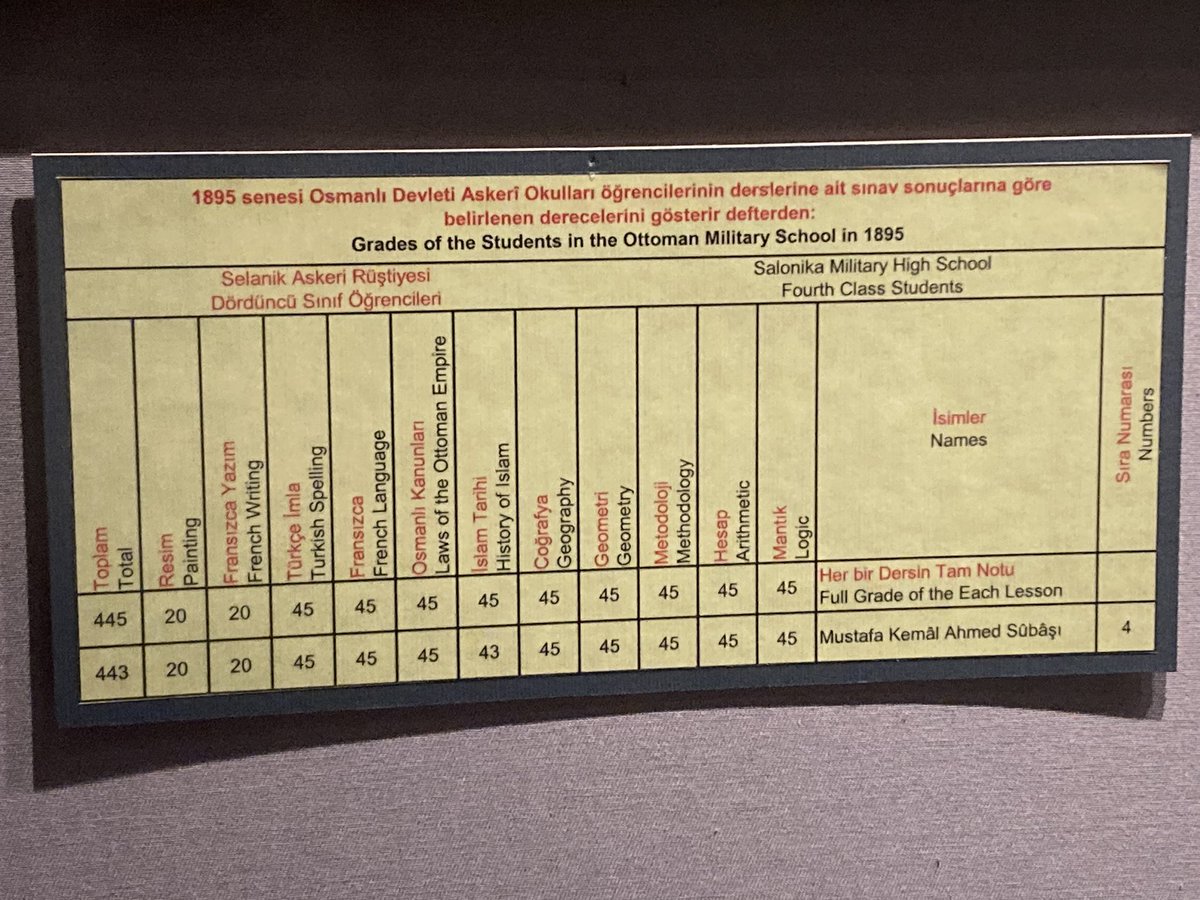 1895 senesi Osmanlı Devleti Askerî Okulları öğrencilerinin derslerine ait sınav sonuçlarına göre
belirlenen derecelerini gösterir defterden:
Grades of the Students in the Ottoman Military School in 1895
Selanik Askeri Rüştiyesi
Dördüncü Sınıf Öğrencileri
Salonika Military High School
Fourth Class Students
Toplam
Total
Resim
Painting
Fransızca Yazım
French Writing
Türkçe İmla
Turkish Spelling
Fransızca
French Language
Osmanlı Kanunları
Laws of the Ottoman Empire
İslam Tarihi
History of Islam
Coğrafya
Geography
Geometri
Geometry
Metodoloji
Methodology
Hesap
Arithmetic
Mantık
Logic
İsimler
Names
Sıra Numarası
Numbers
445 20 20 45 45 45 45 45 45 45 45 45 Her bir Dersin Tam Notu
Full Grade of the Each Lesson
443 20 20 45 45 45 43 45 45 45 45 45 Mustafa Kemâl Ahmed Sûbâşı 4